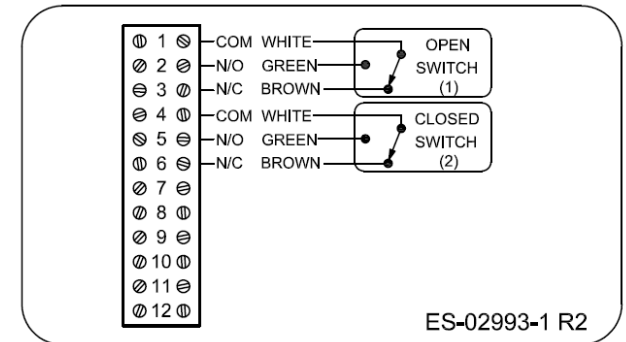 1 COM WHITE OPEN
2 N/O GREEN SWITCH
3 N/C BROWN (1)
4 COM WHITE CLOSED
5 N/O GREEN SWITCH
6 N/C BROWN (2)
7
8
9
10
11
12
ES-02993-1 R2